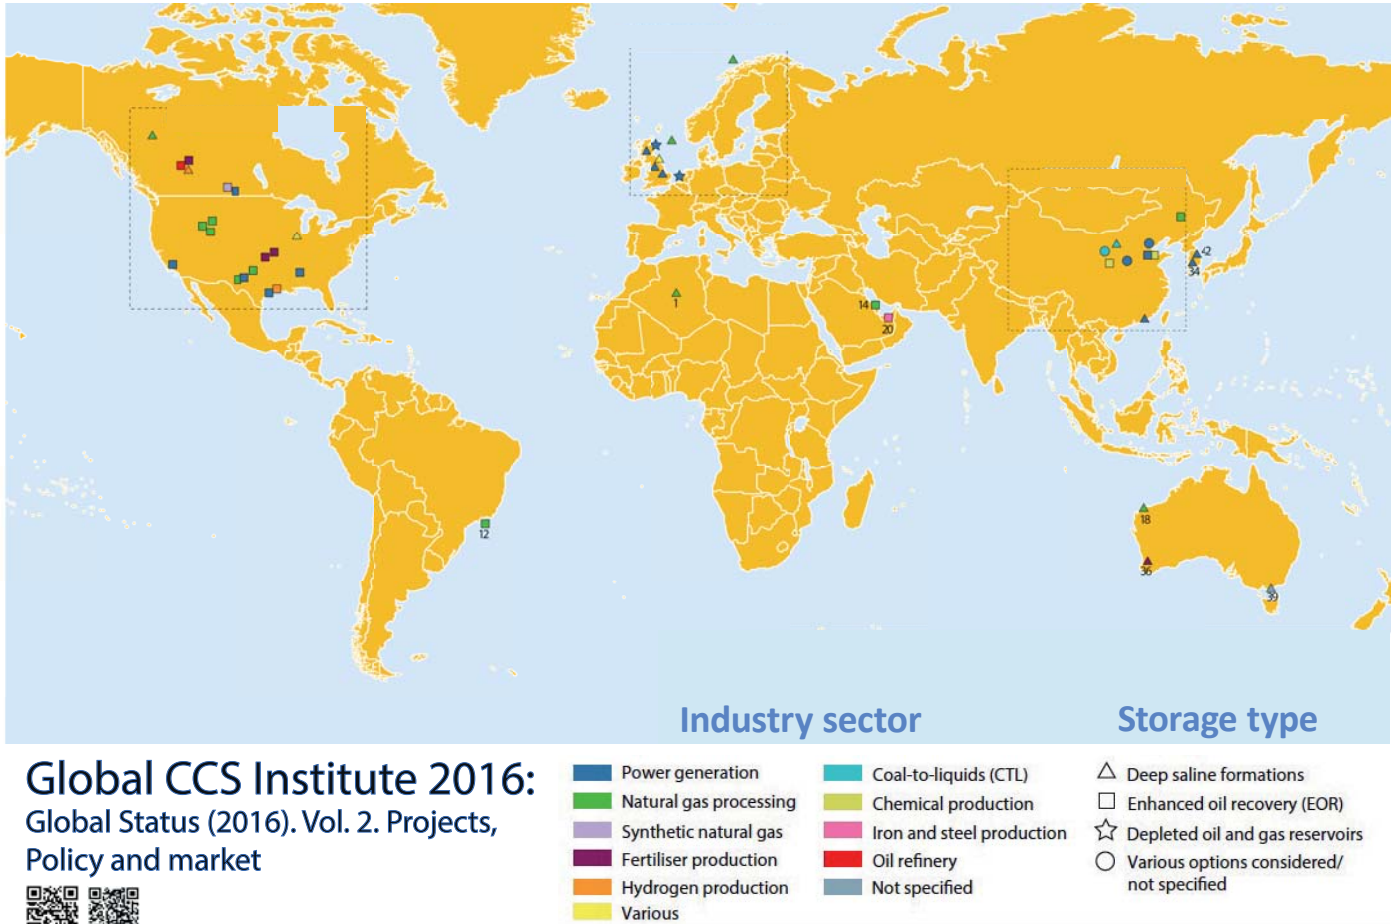 42
34
1
14
20
12
18
36
39
Industry sector
Storage type
Global CCS Institute 2016:
Global Status (2016). Vol. 2. Projects,
Policy and market
Power generation
Natural gas processing
Synthetic natural gas
Fertiliser production
Hydrogen production
Various
Coal-to-liquids (CTL)
Chemical production
Iron and steel production
Oil refinery
Not specified
Deep saline formations
Enhanced oil recovery (EOR)
Depleted oil and gas reservoirs
Various options considered/
not specified